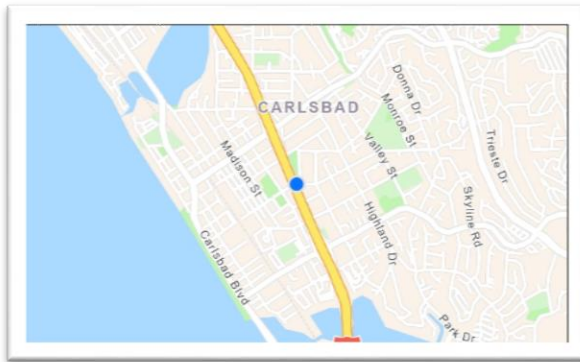 CARLSBAD
Donna Dr
Monroe St
Valley St
Trieste Dr
Madison St
Skyline Rd
Highland Dr
Carlsbad Blvd
Park Dr